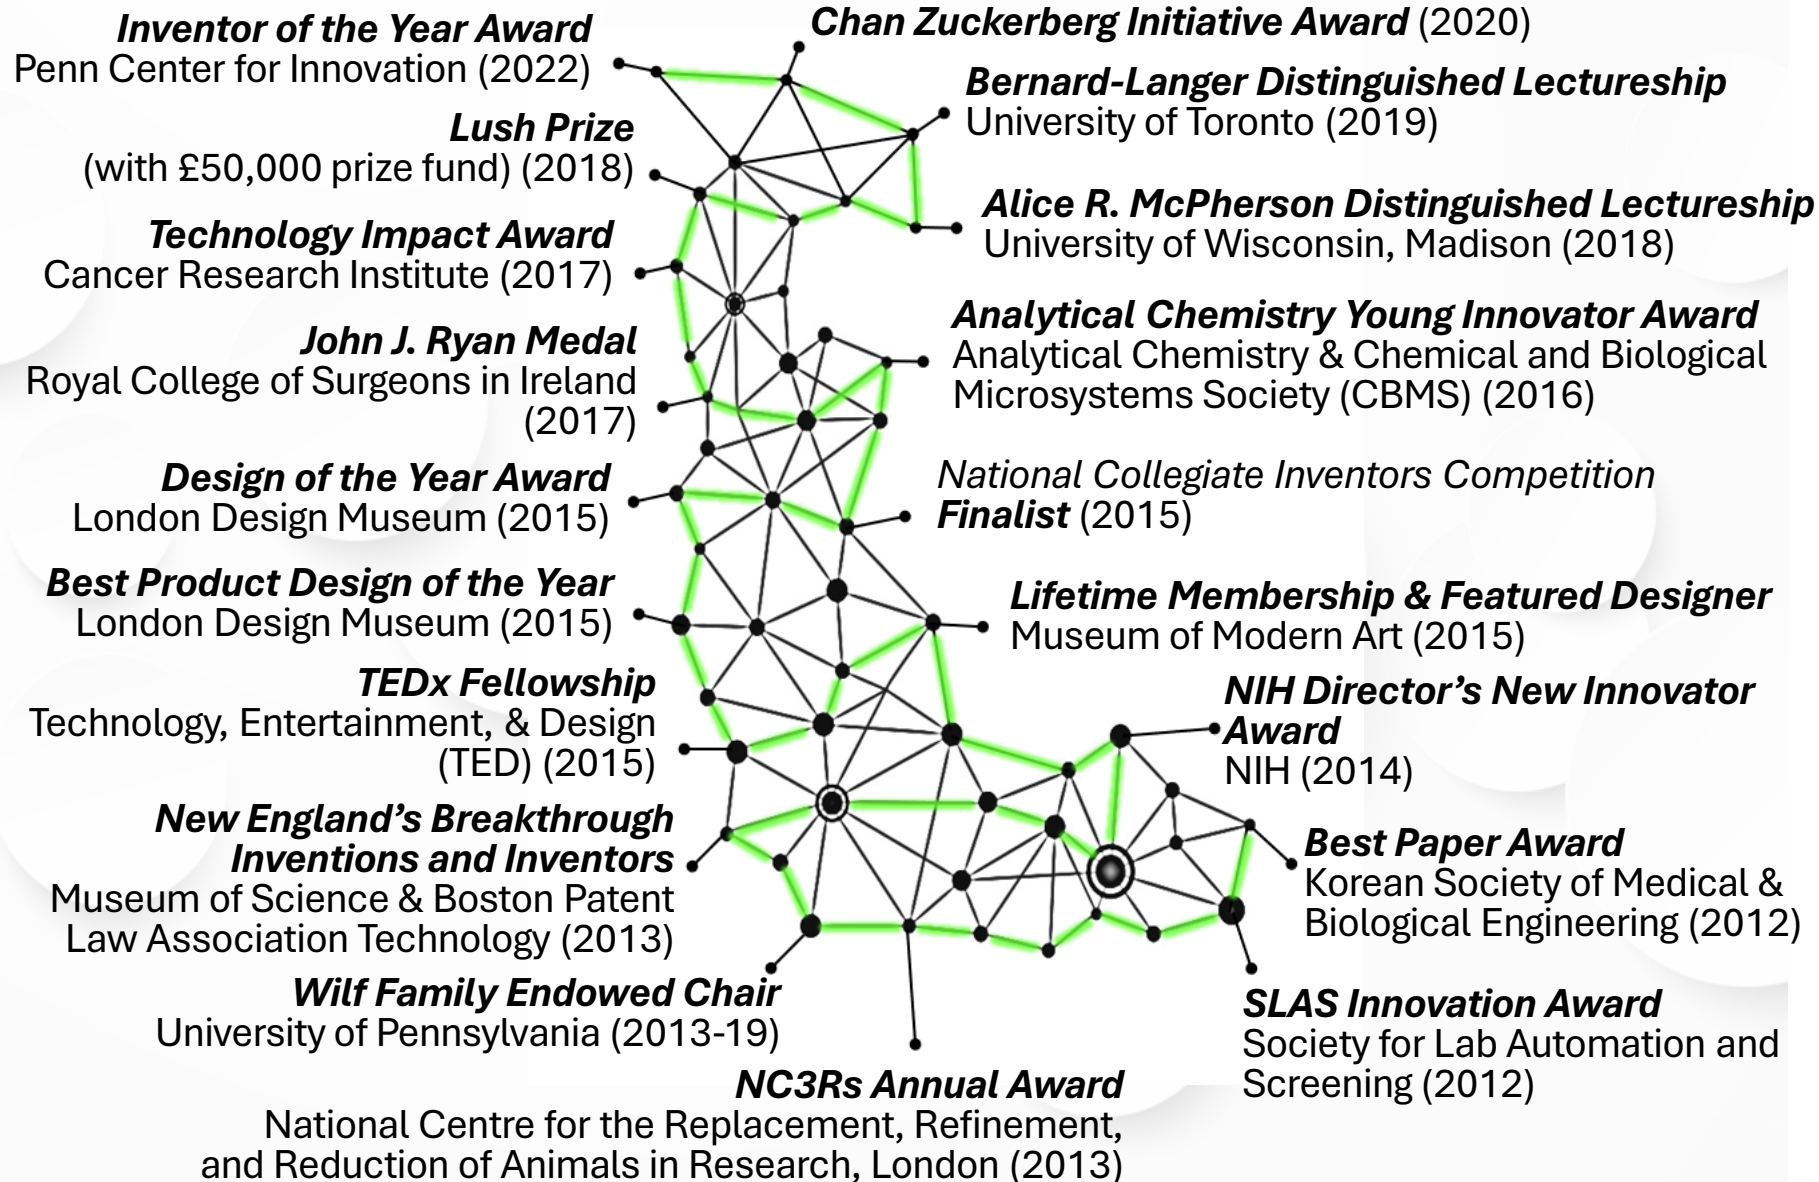 Inventor of the Year Award
Penn Center for Innovation (2022)
Chan Zuckerberg Initiative Award (2020)
Bernard-Langer Distinguished Lectureship
University of Toronto (2019)
Lush Prize
(with £50,000 prize fund) (2018)
Alice R. McPherson Distinguished Lectureship
University of Wisconsin, Madison (2018)
Technology Impact Award
Cancer Research Institute (2017)
Analytical Chemistry Young Innovator Award
Analytical Chemistry & Chemical and Biological
Microsystems Society (CBMS) (2016)
John J. Ryan Medal
Royal College of Surgeons in Ireland
(2017)
Design of the Year Award
London Design Museum (2015)
National Collegiate Inventors Competition
Finalist (2015)
Best Product Design of the Year
London Design Museum (2015)
Lifetime Membership & Featured Designer
Museum of Modern Art (2015)
TEDx Fellowship
Technology, Entertainment, & Design
(TED) (2015)
NIH Director’s New Innovator
Award
NIH (2014)
New England’s Breakthrough
Inventions and Inventors
Museum of Science & Boston Patent
Law Association Technology (2013)
Best Paper Award
Korean Society of Medical &
Biological Engineering (2012)
Wilf Family Endowed Chair
University of Pennsylvania (2013-19)
SLAS Innovation Award
Society for Lab Automation and
Screening (2012)
NC3Rs Annual Award
National Centre for the Replacement, Refinement,
and Reduction of Animals in Research, London (2013)